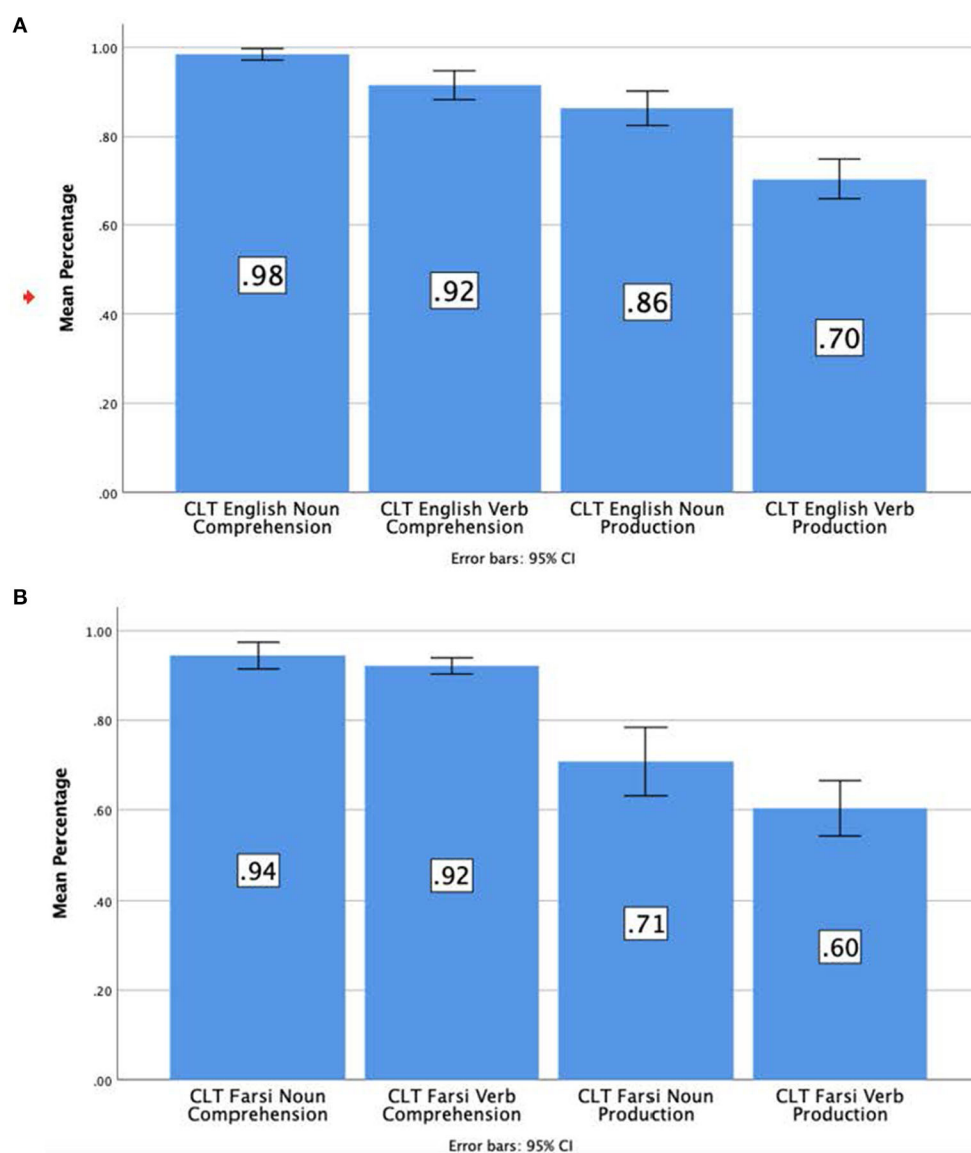 A
Mean Percentage
1.00
.80
.60
.40
.20
.00
.98
.92
.86
.70
CLT English Noun
Comprehension
CLT English Verb
Comprehension
CLT English Noun
Production
CLT English Verb
Production
Error bars: 95% CI
B
Mean Percentage
1.00
.80
.60
.40
.20
.00
.94
.92
.71
.60
CLT Farsi Noun
Comprehension
CLT Farsi Verb
Comprehension
CLT Farsi Noun
Production
CLT Farsi Verb
Production
Error bars: 95% CI